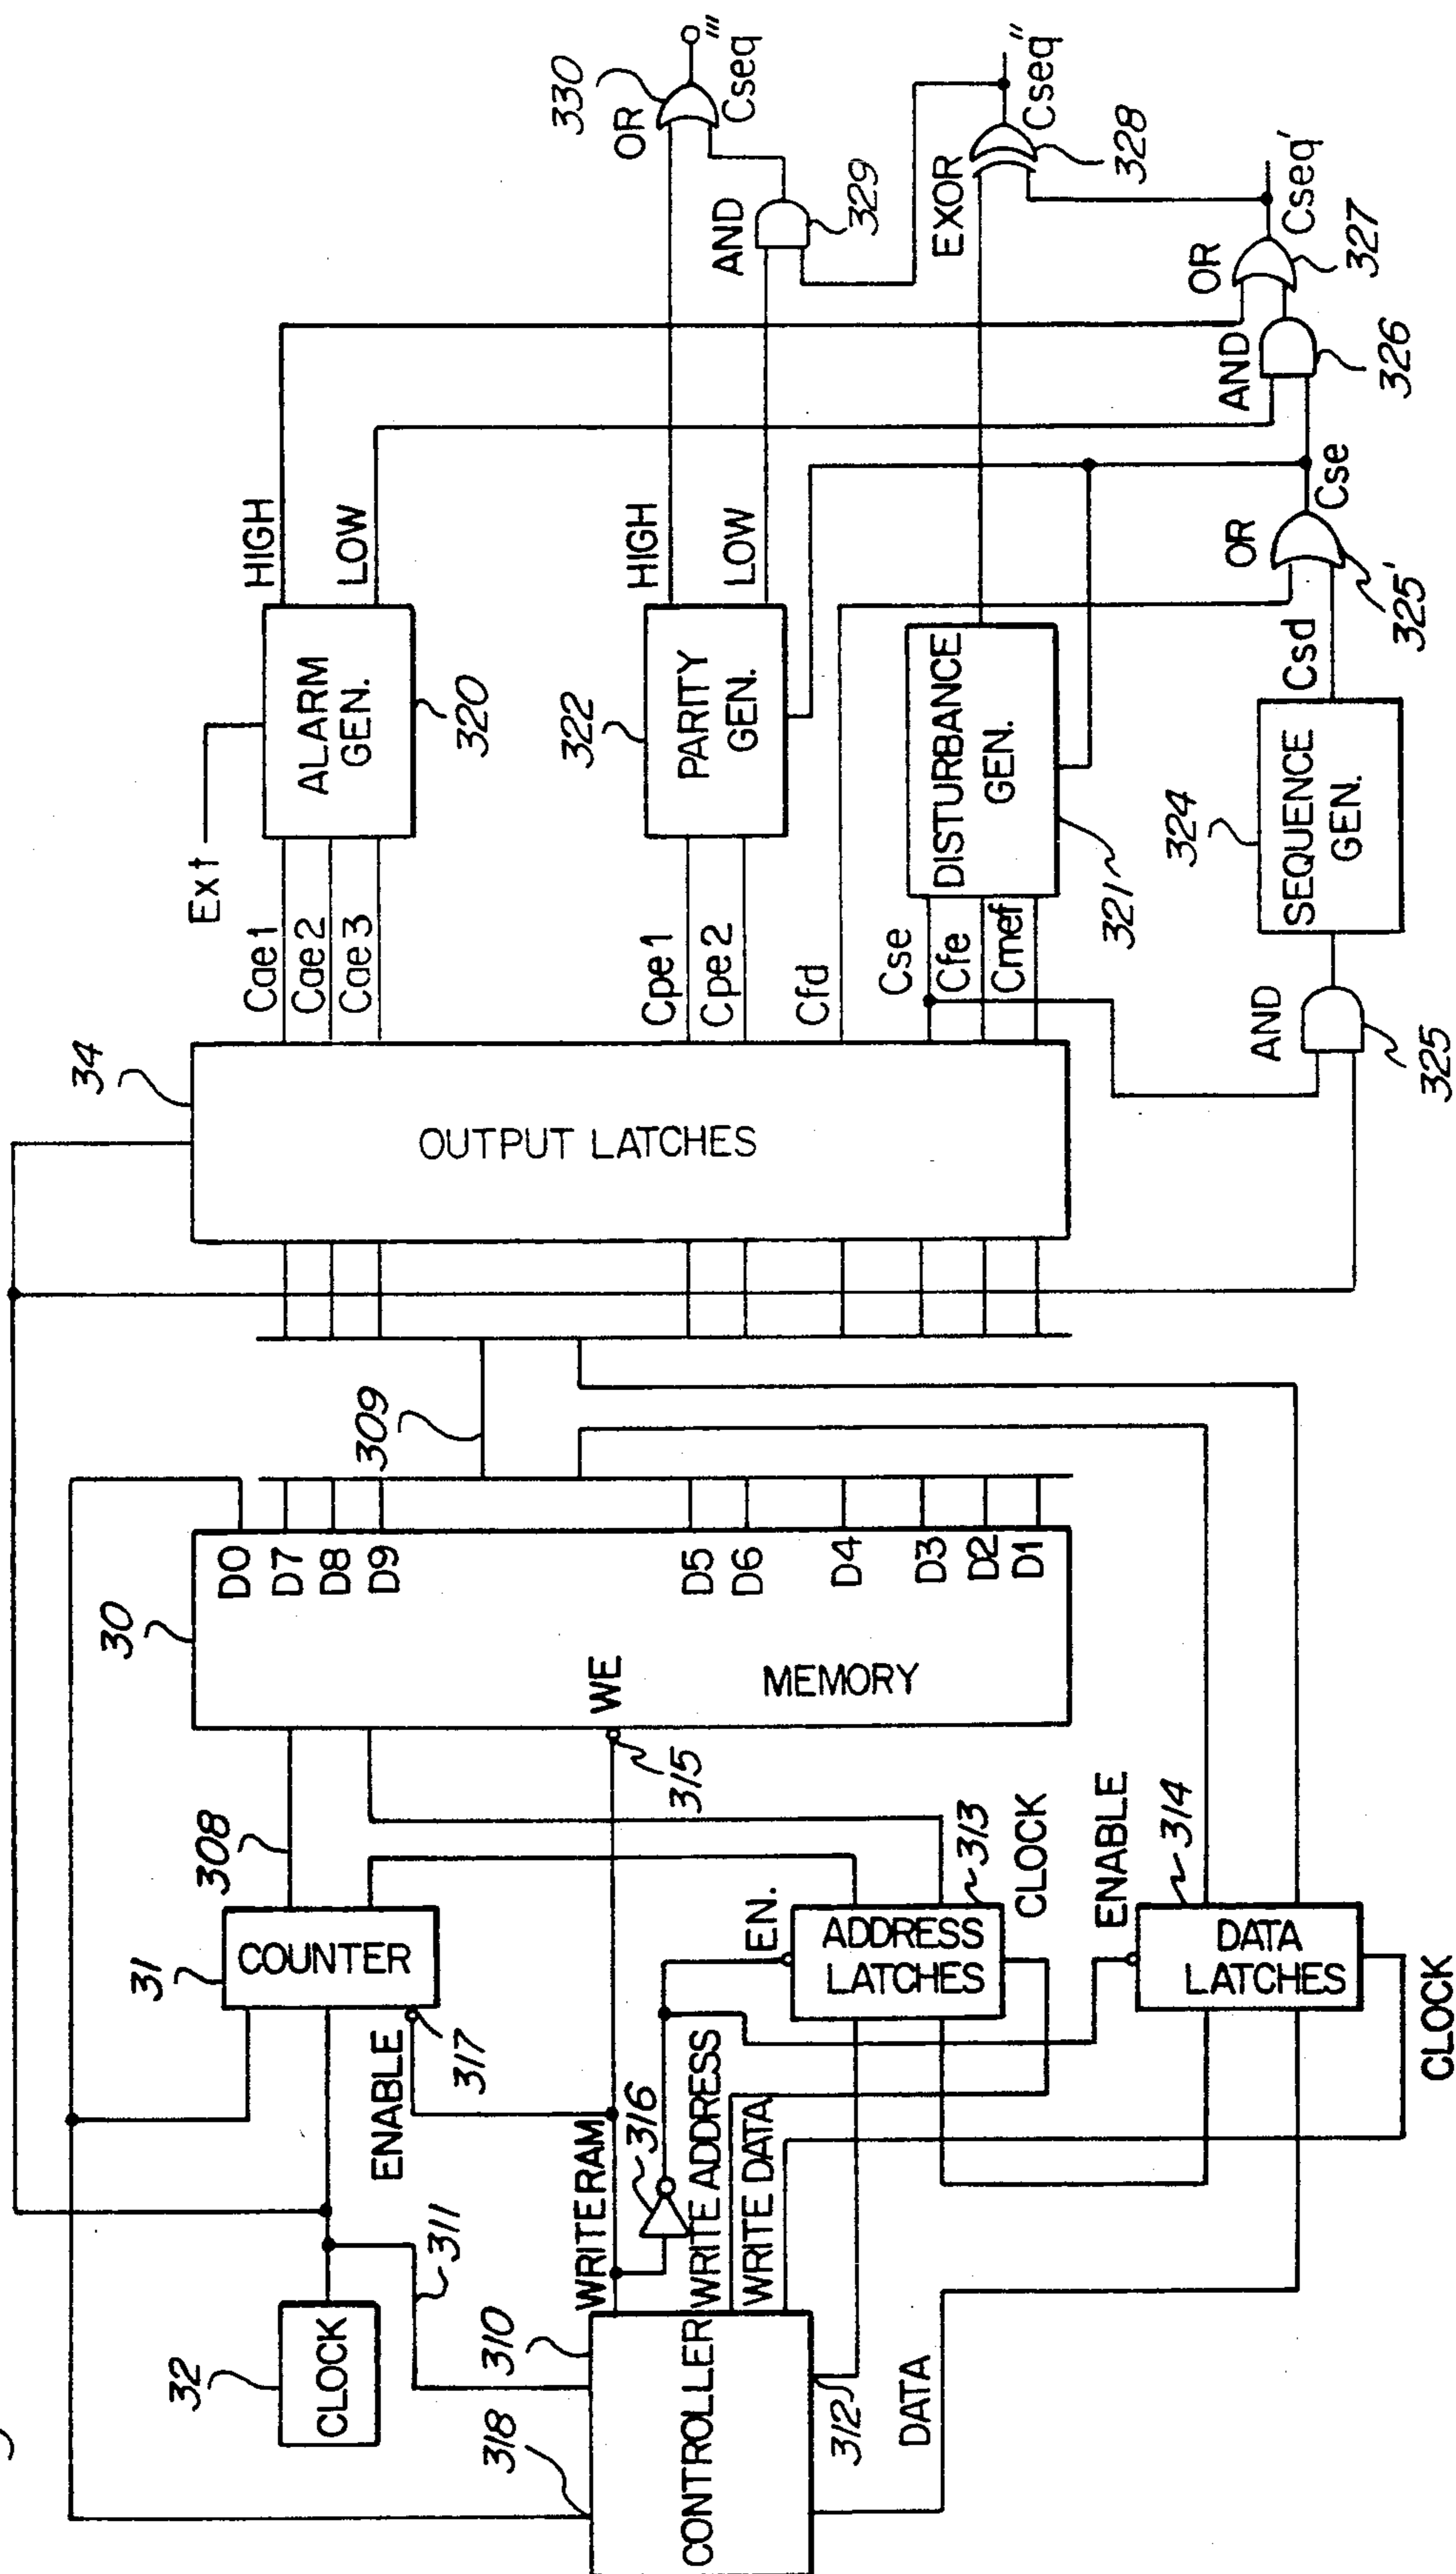 32
CLOCK
311
318
310
CONTROLLER
312
DATA
WRITE RAM
316
WRITE ADDRESS
WRITE DATA
31
COUNTER
ENABLE
317
308
EN.
ADDRESS
LATCHES
313
CLOCK
ENABLE
314
DATA
LATCHES
CLOCK
30
D0
D7
D8
D9
D5
D6
D4
D3
D2
D1
WE
315
MEMORY
309
34
OUTPUT LATCHES
Cae1
Cae2
Cae3
Cpe1
Cpe2
Cfd
Cse
Cfe
Cmef
Ext
ALARM
GEN.
320
HIGH
LOW
322
PARITY
GEN.
HIGH
LOW
DISTURBANCE
GEN.
321
AND
325
324
SEQUENCE
GEN.
Csd
OR
325'
Cse
AND
326
OR
327
Cseq'
EXOR
328
Cseq''
AND
329
OR
330
Cseq'''